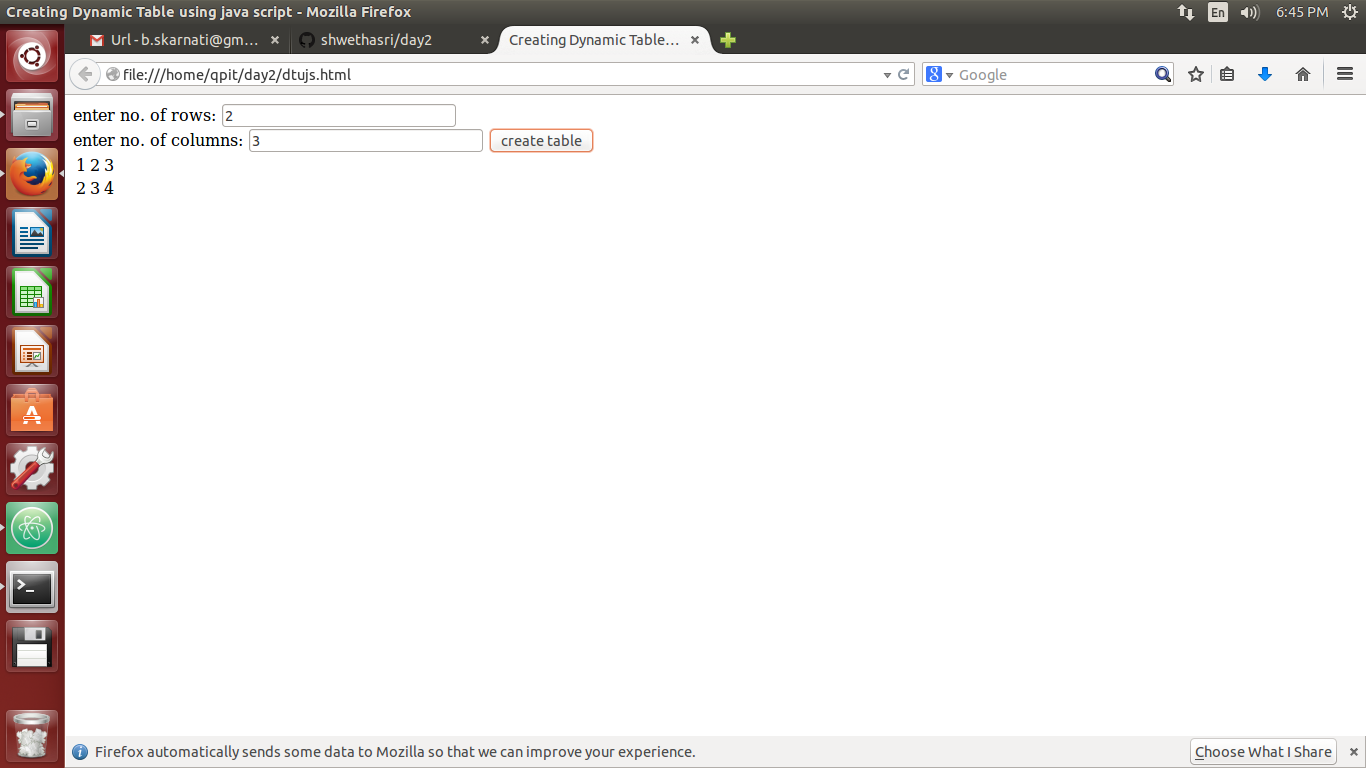 Creating Dynamic Table using java script - Mozilla Firefox
En
6:45 PM
Url - b.skarnati@gm...
shwethasri/day2
Creating Dynamic Table...
file:///home/qpit/day2/dtujs.html
Google
enter no. of rows: 2
enter no. of columns: 3 create table
1 2 3
2 3 4
Firefox automatically sends some data to Mozilla so that we can improve your experience.
Choose What I Share